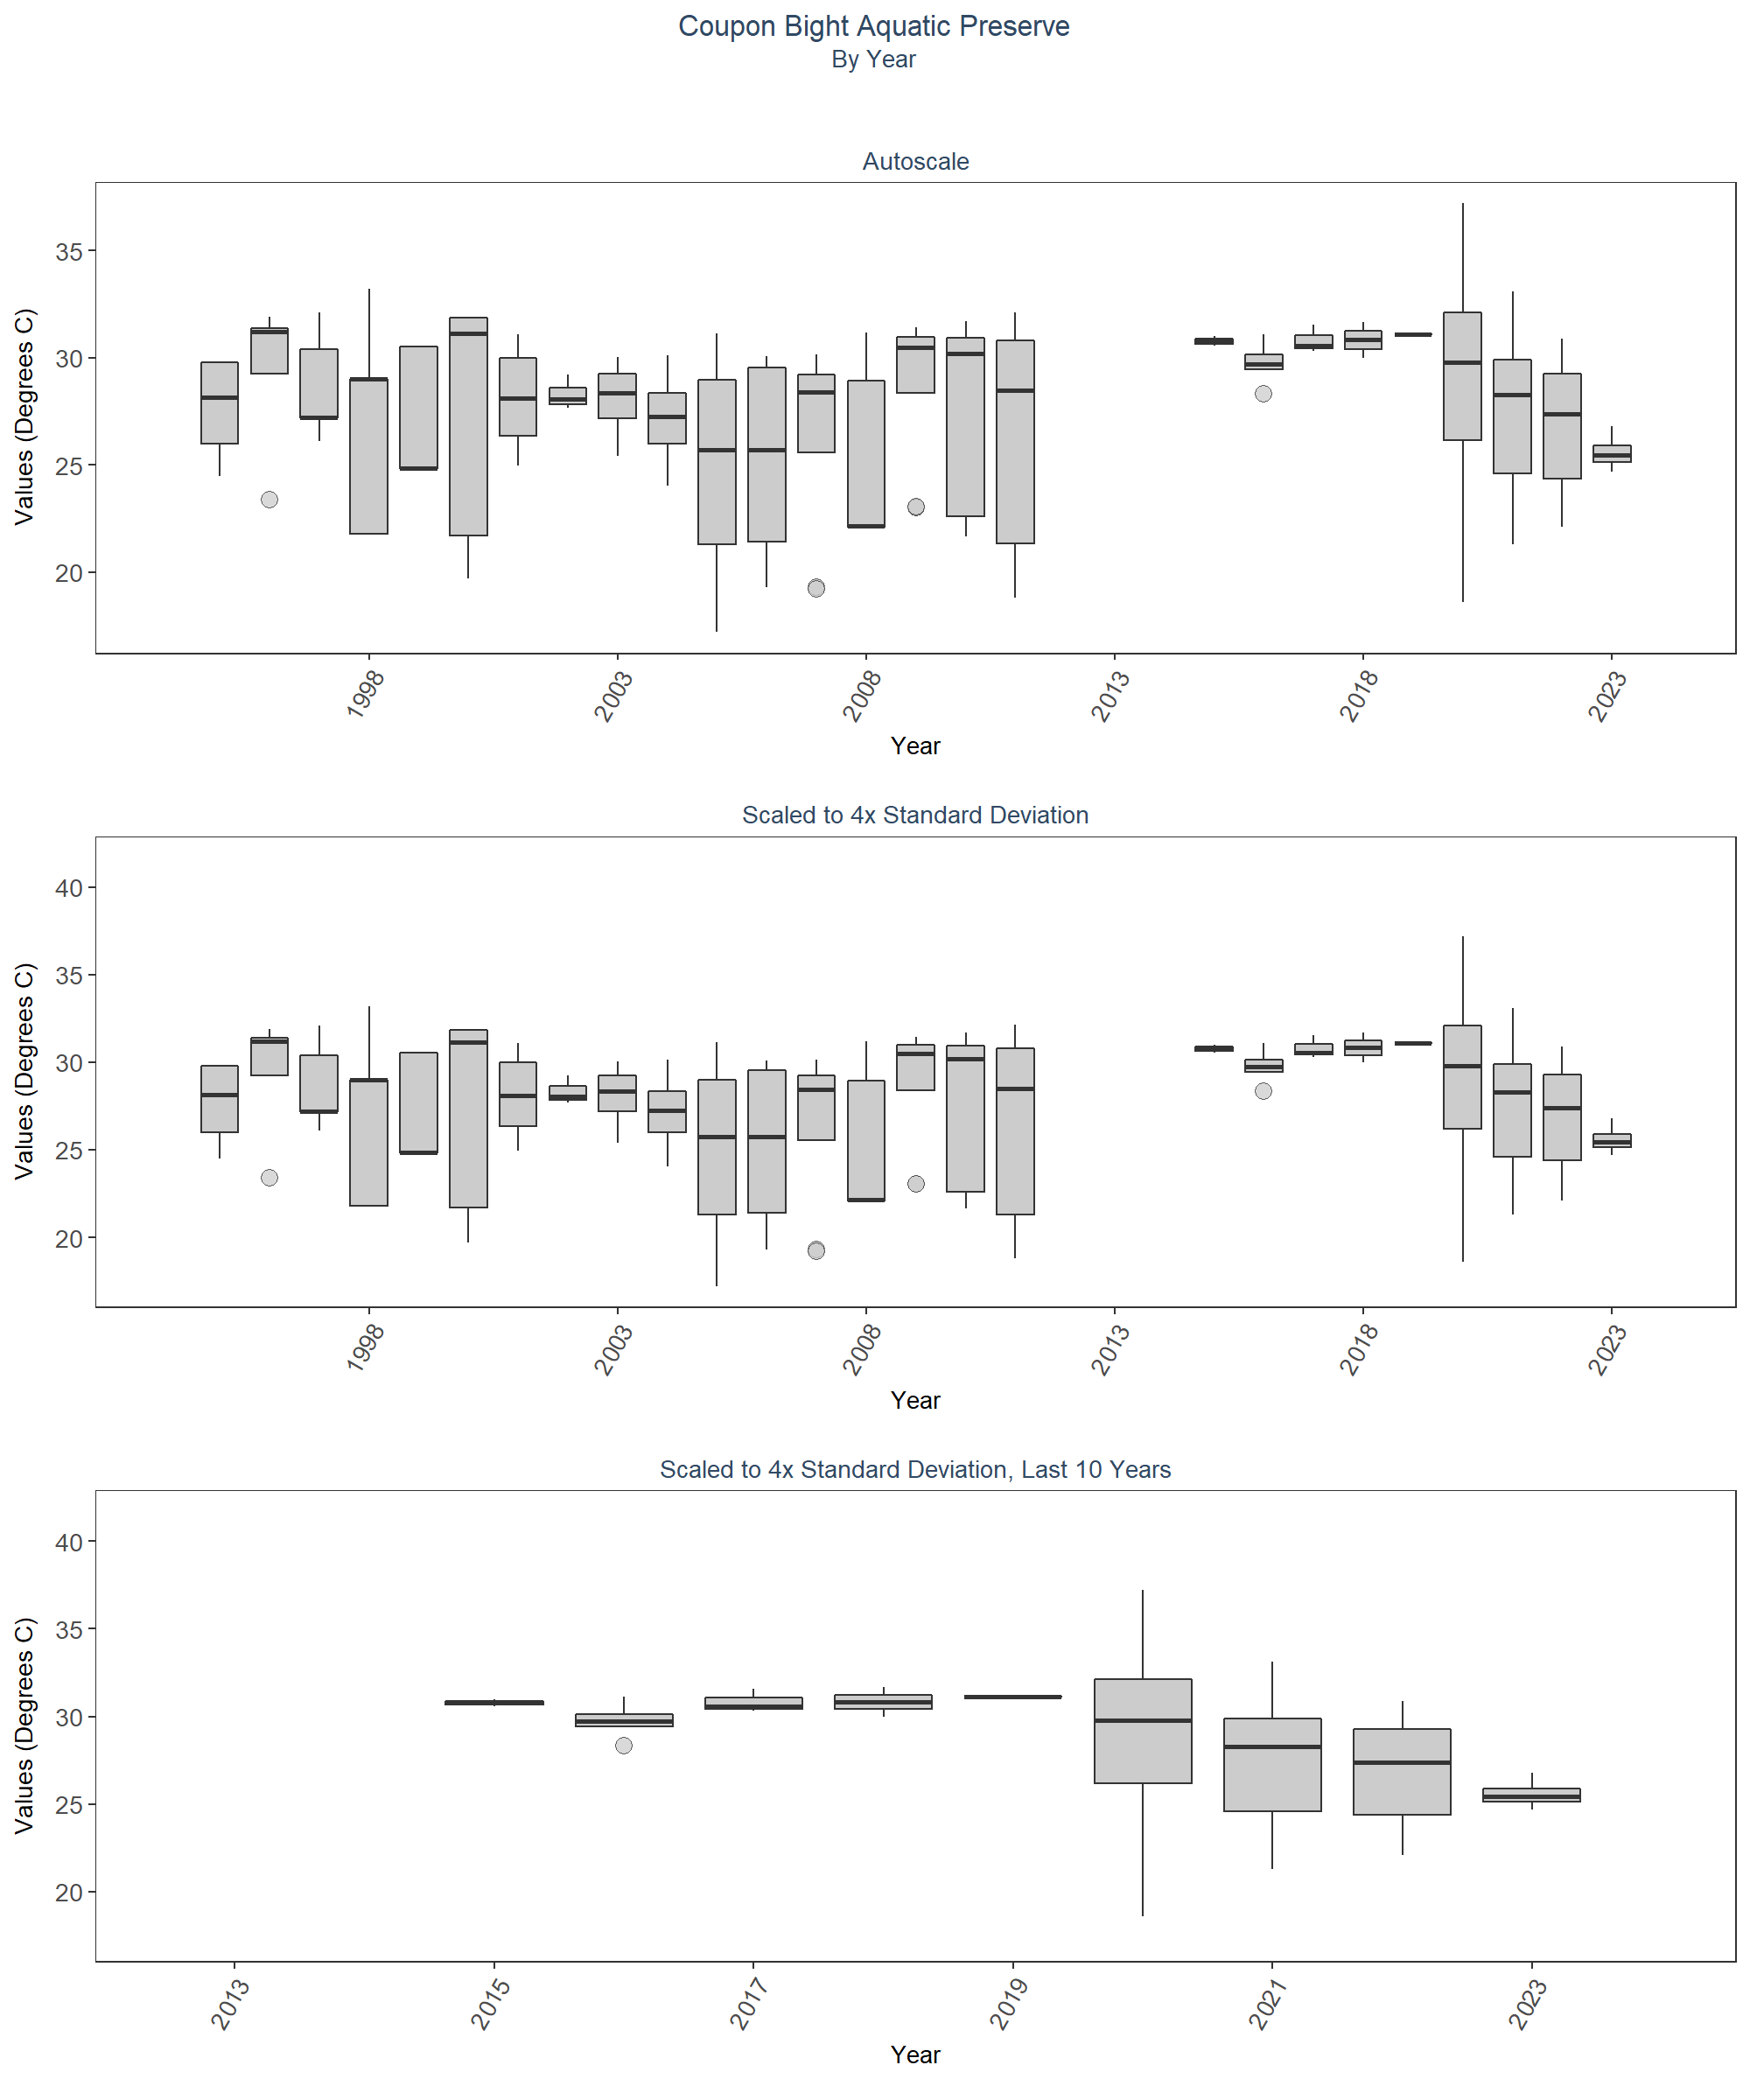 Coupon Bight Aquatic Preserve
By Year
Autoscale
Values (Degrees C)
35
30
25
20
1998
2003
2008
2013
2018
2023
Year
Scaled to 4x Standard Deviation
Values (Degrees C)
40
35
30
25
20
1998
2003
2008
2013
2018
2023
Year
Scaled to 4x Standard Deviation, Last 10 Years
Values (Degrees C)
40
35
30
25
20
2013
2015
2017
2019
2021
2023
Year